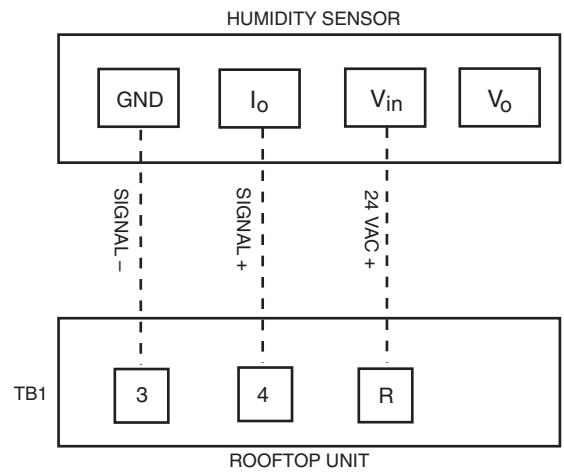 HUMIDITY SENSOR
GND Io Vin Vo
SIGNAL –
SIGNAL +
24 VAC +
TB1 3 4 R
ROOFTOP UNIT